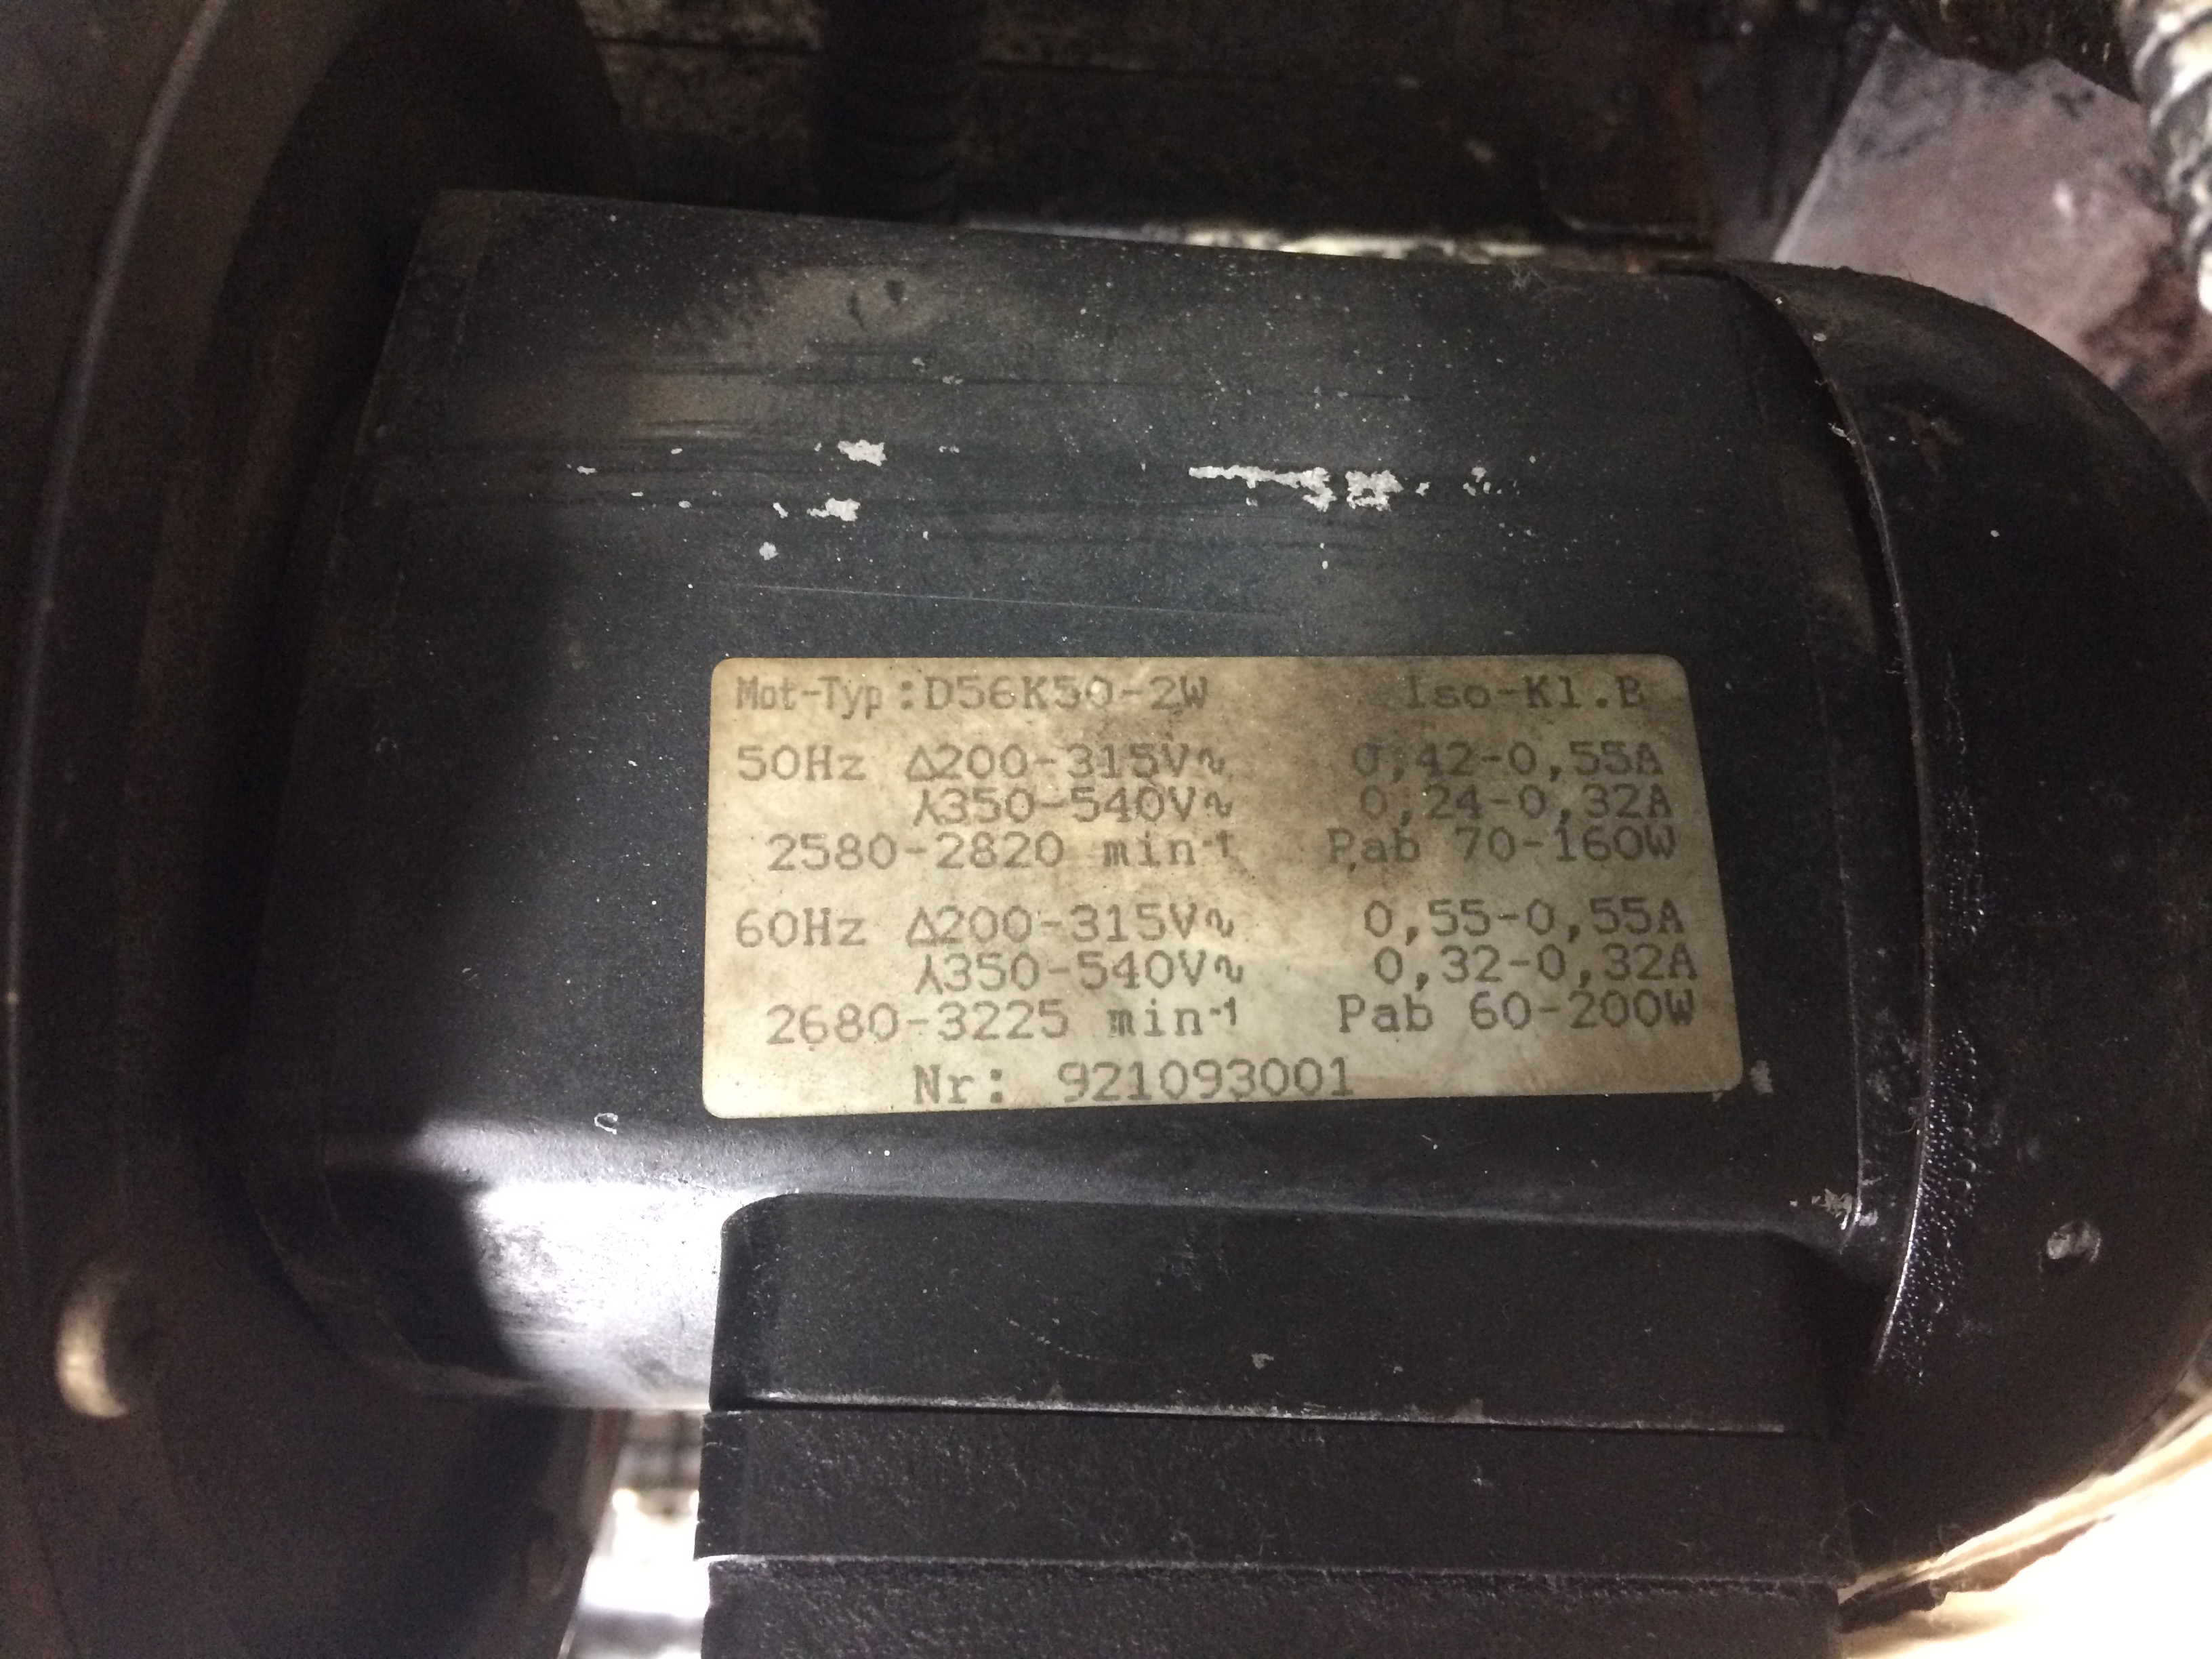 Mot-Typ:D56K50-2W Iso-Kl.B
50Hz Δ200-315V~ 0,42-0,55A
⅄350-540V~ 0,24-0,32A
2580-2820 min⁻¹ Pab 70-160W
60Hz Δ200-315V~ 0,55-0,55A
⅄350-540V~ 0,32-0,32A
2680-3225 min⁻¹ Pab 60-200W
Nr: 921093001